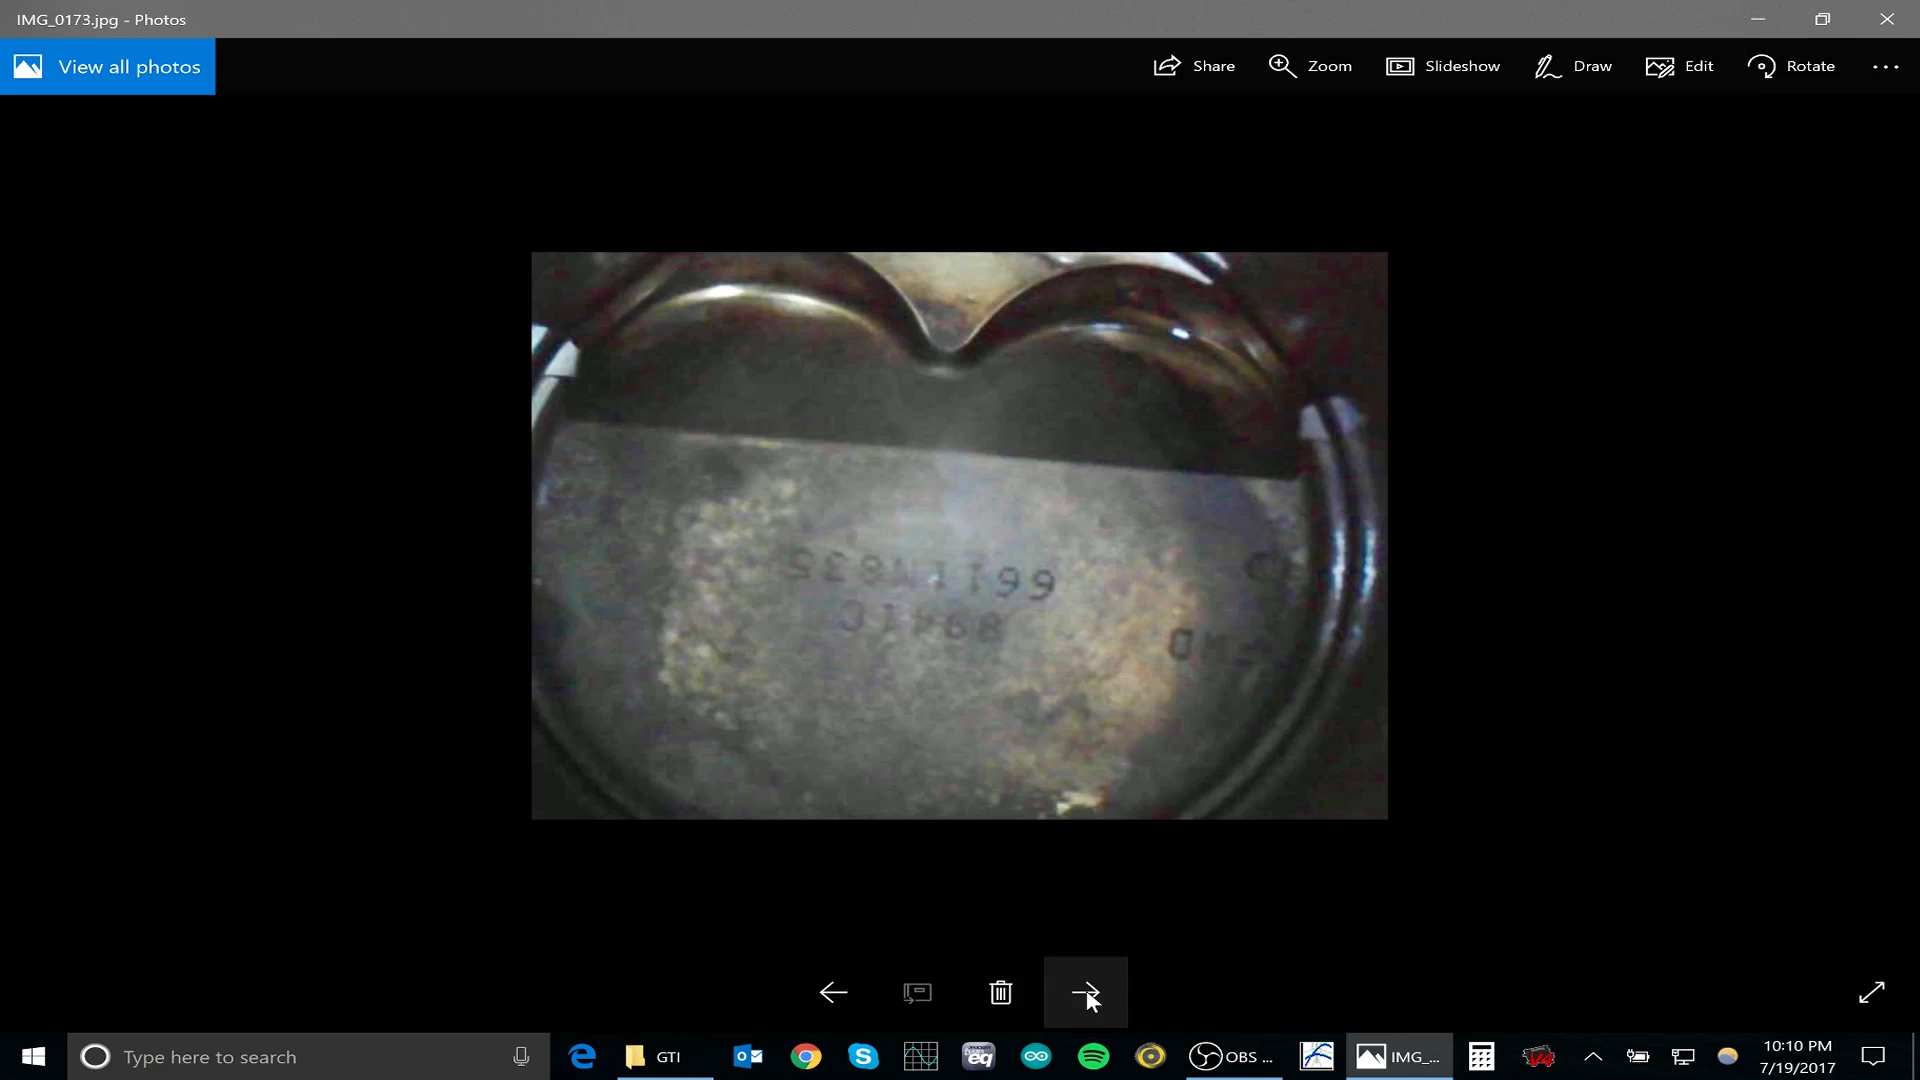 IMG_0173.jpg - Photos
View all photos
Share
Zoom
Slideshow
Draw
Edit
Rotate
GTI
OBS ...
IMG_...
Type here to search
10:10 PM
7/19/2017